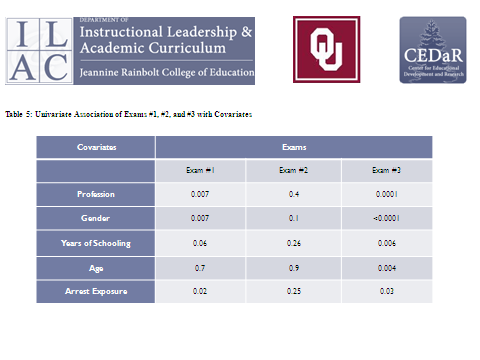 DEPARTMENT OF
I L
A C
Instructional Leadership &
Academic Curriculum
Jeannine Rainbolt College of Education
OU
CEDaR
Center for Educational
Development and Research
Table 5: Univariate Association of Exams #1, #2, and #3 with Covariates
Covariates Exams
Exam #1 Exam #2 Exam #3
Profession 0.007 0.4 0.0001
Gender 0.007 0.1 <0.0001
Years of Schooling 0.06 0.26 0.006
Age 0.7 0.9 0.004
Arrest Exposure 0.02 0.25 0.03